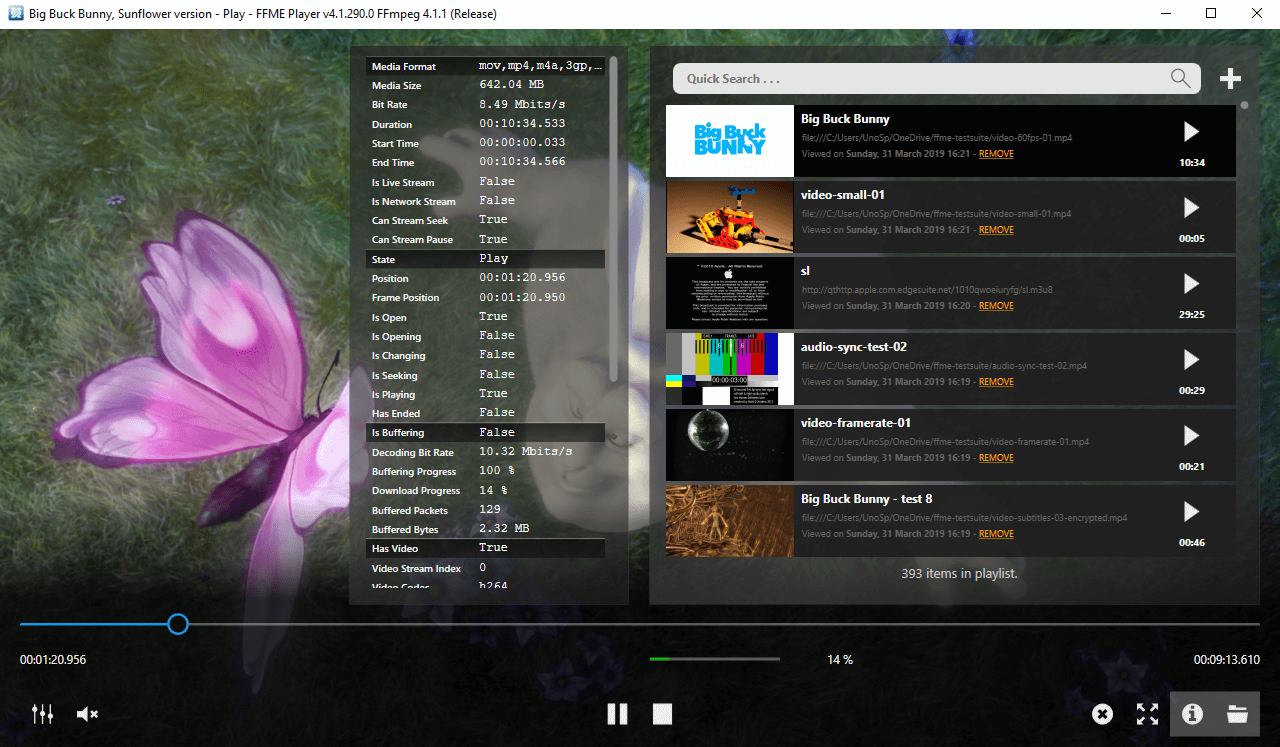 Big Buck Bunny, Sunflower version - Play - FFME Player v4.1.290.0 FFmpeg 4.1.1 (Release)
Media Format mov,mp4,m4a,3gp,...
Media Size 642.04 MB
Bit Rate 8.49 Mbits/s
Duration 00:10:34.533
Start Time 00:00:00.033
End Time 00:10:34.566
Is Live Stream False
Is Network Stream False
Can Stream Seek True
Can Stream Pause True
State Play
Position 00:01:20.956
Frame Position 00:01:20.950
Is Open True
Is Opening False
Is Changing False
Is Seeking False
Is Playing True
Has Ended False
Is Buffering False
Decoding Bit Rate 10.32 Mbits/s
Buffering Progress 100 %
Download Progress 14 %
Buffered Packets 129
Buffered Bytes 2.32 MB
Has Video True
Video Stream Index 0
Video Codec h264
Quick Search . . .
Big Buck
BUNNY
Big Buck Bunny
file:///C:/Users/UnoSp/OneDrive/ffme-testsuite/video-60fps-01.mp4
Viewed on Sunday, 31 March 2019 16:21 - REMOVE
10:34
video-small-01
file:///C:/Users/UnoSp/OneDrive/ffme-testsuite/video-small-01.mp4
Viewed on Sunday, 31 March 2019 16:21 - REMOVE
00:05
sl
http://qthttp.apple.com.edgesuite.net/1010qwoeiuryfg/sl.m3u8
Viewed on Sunday, 31 March 2019 16:20 - REMOVE
29:25
00:00:03:00
audio-sync-test-02
file:///C:/Users/UnoSp/OneDrive/ffme-testsuite/audio-sync-test-02.mp4
Viewed on Sunday, 31 March 2019 16:19 - REMOVE
00:29
video-framerate-01
file:///C:/Users/UnoSp/OneDrive/ffme-testsuite/video-framerate-01.mp4
Viewed on Sunday, 31 March 2019 16:19 - REMOVE
00:21
Big Buck Bunny - test 8
file:///C:/Users/UnoSp/OneDrive/ffme-testsuite/video-subtitles-03-encrypted.mp4
Viewed on Sunday, 31 March 2019 16:19 - REMOVE
00:46
393 items in playlist.
00:01:20.956
14 %
00:09:13.610